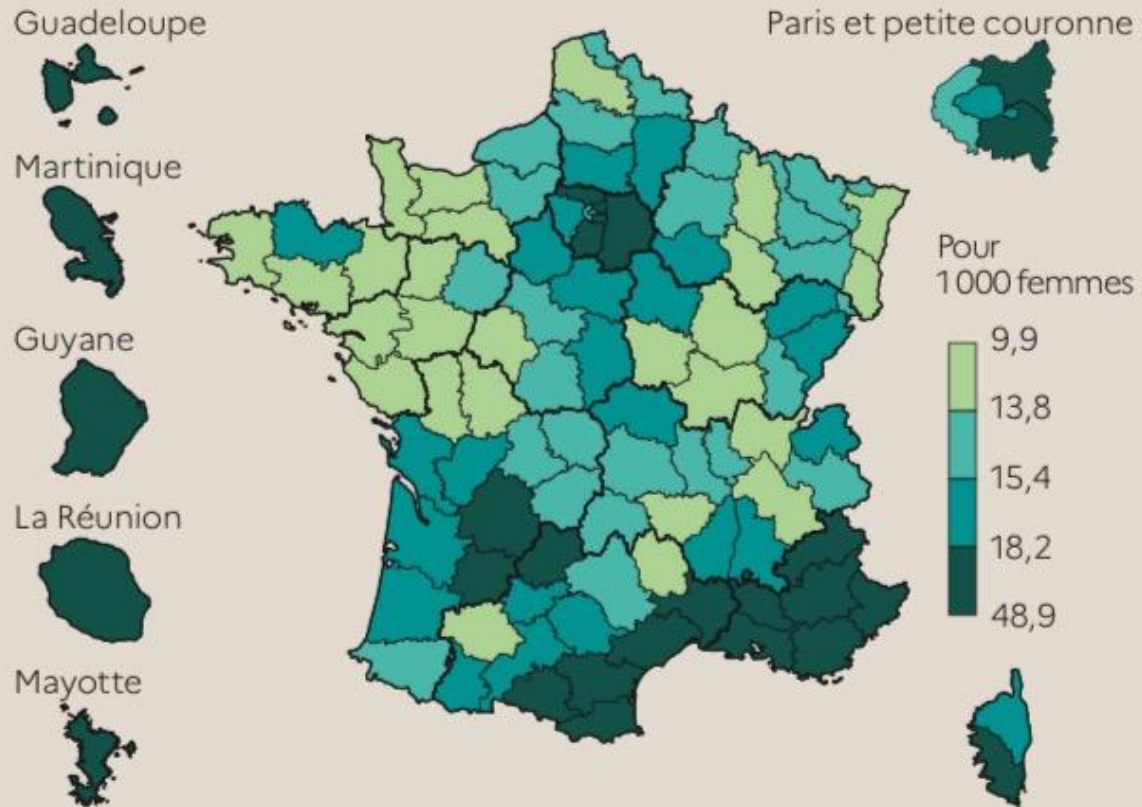 Guadeloupe
Martinique
Guyane
La Réunion
Mayotte
Paris et petite couronne
Pour
1 000 femmes
9,9
13,8
15,4
18,2
48,9